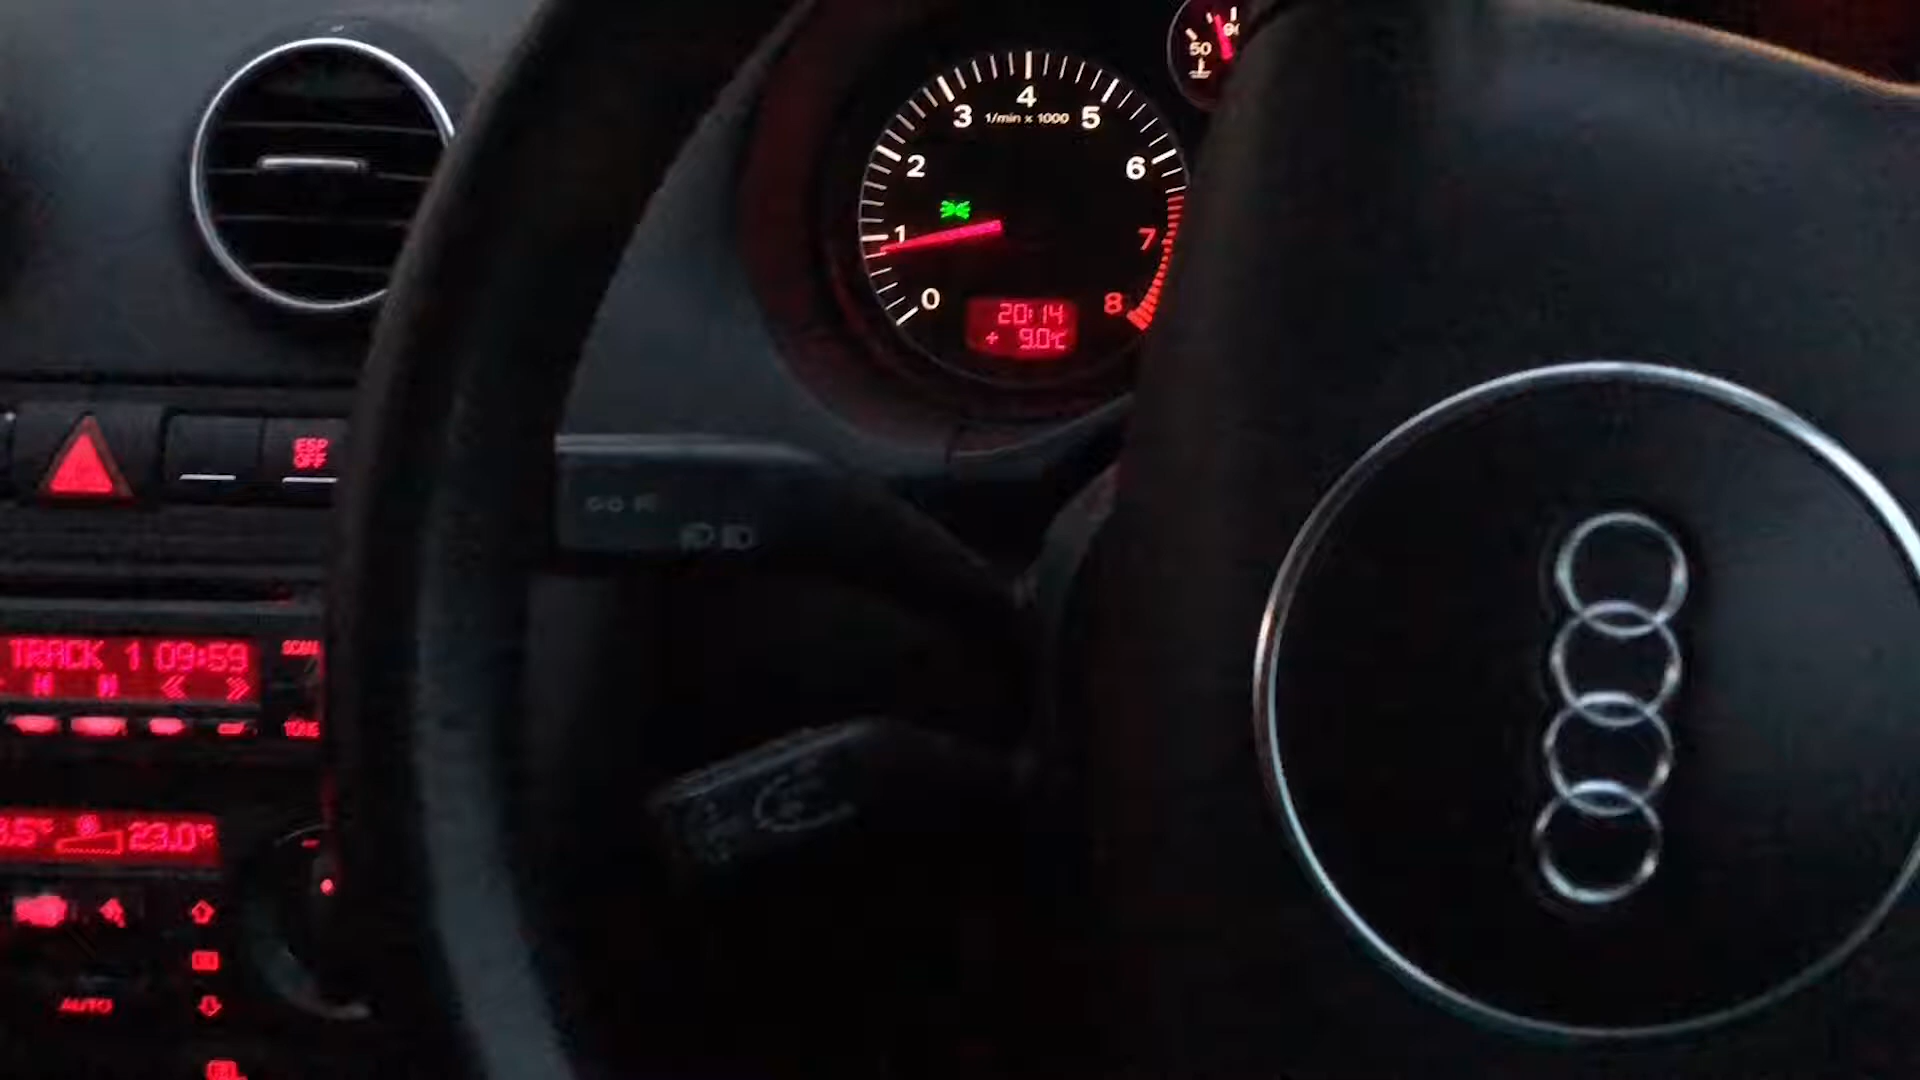 50
90
4
3
5
1/min x 1000
2
6
1
7
0
8
20:14
+ 9.0°C
ESP
OFF
TRACK 1 09:59
SCAN
TONE
23.0°C
AUTO